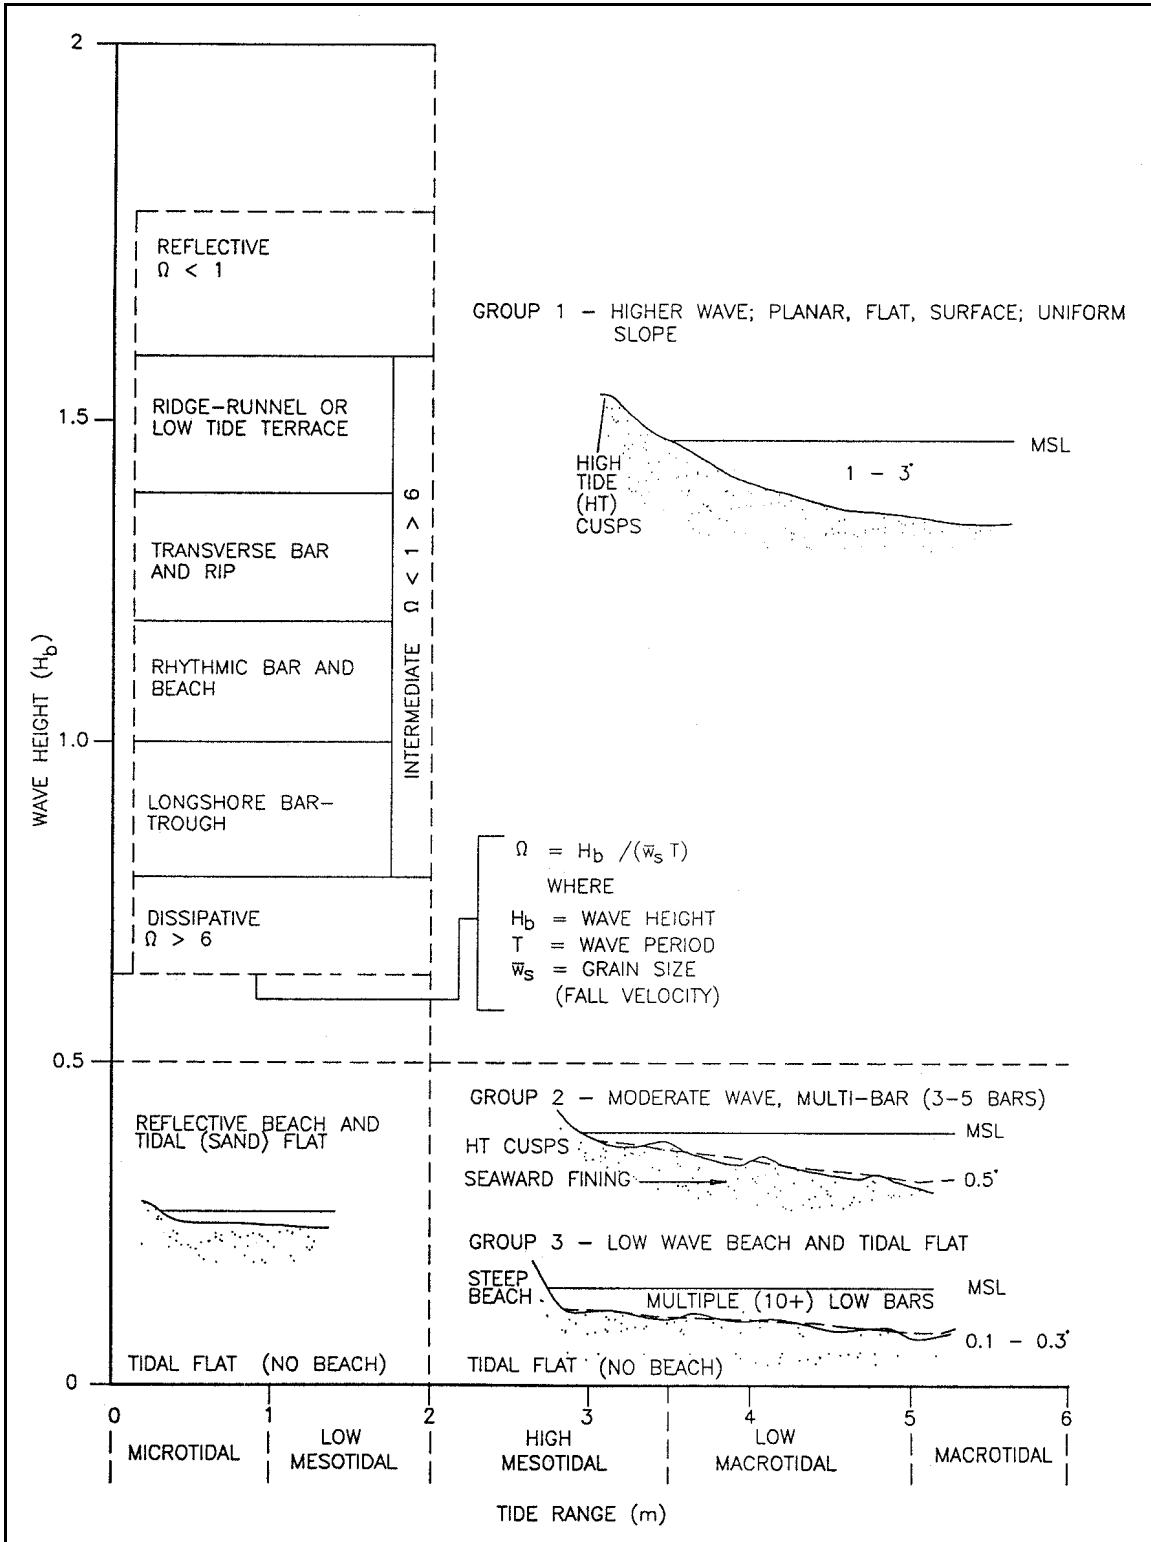 2
REFLECTIVE
Ω < 1
GROUP 1 – HIGHER WAVE; PLANAR, FLAT, SURFACE; UNIFORM
SLOPE
1.5
RIDGE–RUNNEL OR
LOW TIDE TERRACE
MSL
1 – 3°
HIGH
TIDE
(HT)
CUSPS
TRANSVERSE BAR
AND RIP
RHYTHMIC BAR AND
BEACH
INTERMEDIATE Ω < 1 > 6
WAVE HEIGHT (Hb)
1.0
LONGSHORE BAR–
TROUGH
Ω = Hb /(w̅s T)
WHERE
Hb = WAVE HEIGHT
T = WAVE PERIOD
w̅s = GRAIN SIZE
(FALL VELOCITY)
DISSIPATIVE
Ω > 6
0.5
GROUP 2 – MODERATE WAVE, MULTI–BAR (3–5 BARS)
MSL
HT CUSPS
SEAWARD FINING
0.5°
REFLECTIVE BEACH AND
TIDAL (SAND) FLAT
GROUP 3 – LOW WAVE BEACH AND TIDAL FLAT
STEEP
BEACH
MSL
MULTIPLE (10+) LOW BARS
0.1 – 0.3°
TIDAL FLAT (NO BEACH)
TIDAL FLAT (NO BEACH)
0
0 1 2 3 4 5 6
MICROTIDAL
LOW
MESOTIDAL
HIGH
MESOTIDAL
LOW
MACROTIDAL
MACROTIDAL
TIDE RANGE (m)